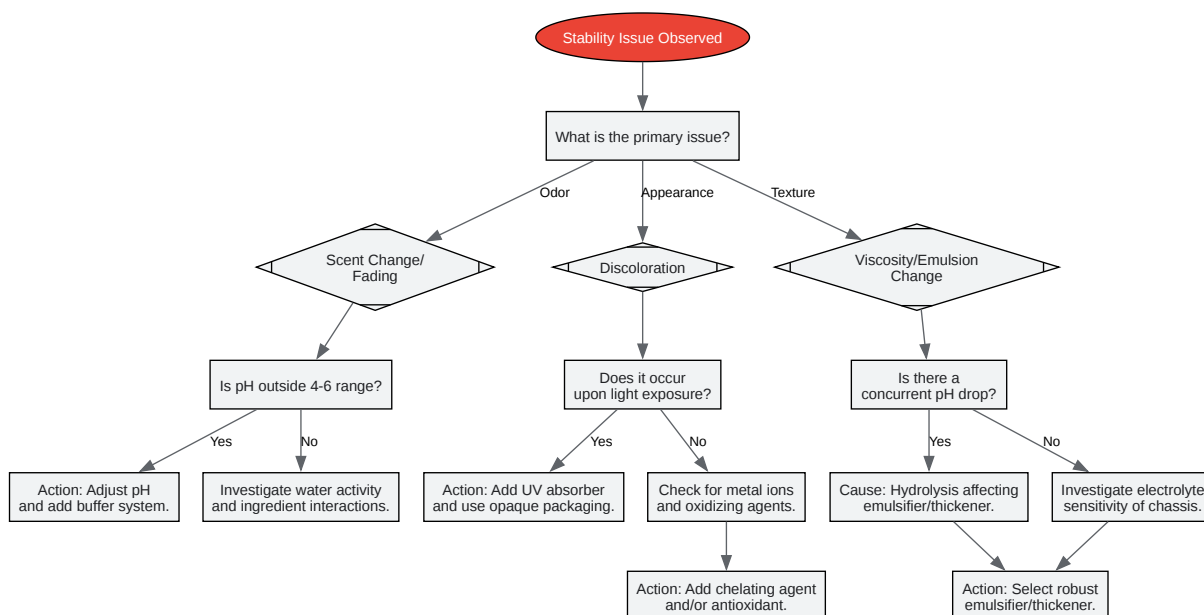 Stability Issue Observed
What is the primary issue?
Odor
Appearance
Texture
Scent Change/
Fading
Discoloration
Viscosity/Emulsion
Change
Is pH outside 4-6 range?
Does it occur
upon light exposure?
Is there a
concurrent pH drop?
Yes
No
Yes
No
Yes
No
Action: Adjust pH
and add buffer system.
Investigate water activity
and ingredient interactions.
Action: Add UV absorber
and use opaque packaging.
Check for metal ions
and oxidizing agents.
Cause: Hydrolysis affecting
emulsifier/thickener.
Investigate electrolyte
sensitivity of chassis.
Action: Add chelating agent
and/or antioxidant.
Action: Select robust
emulsifier/thickener.